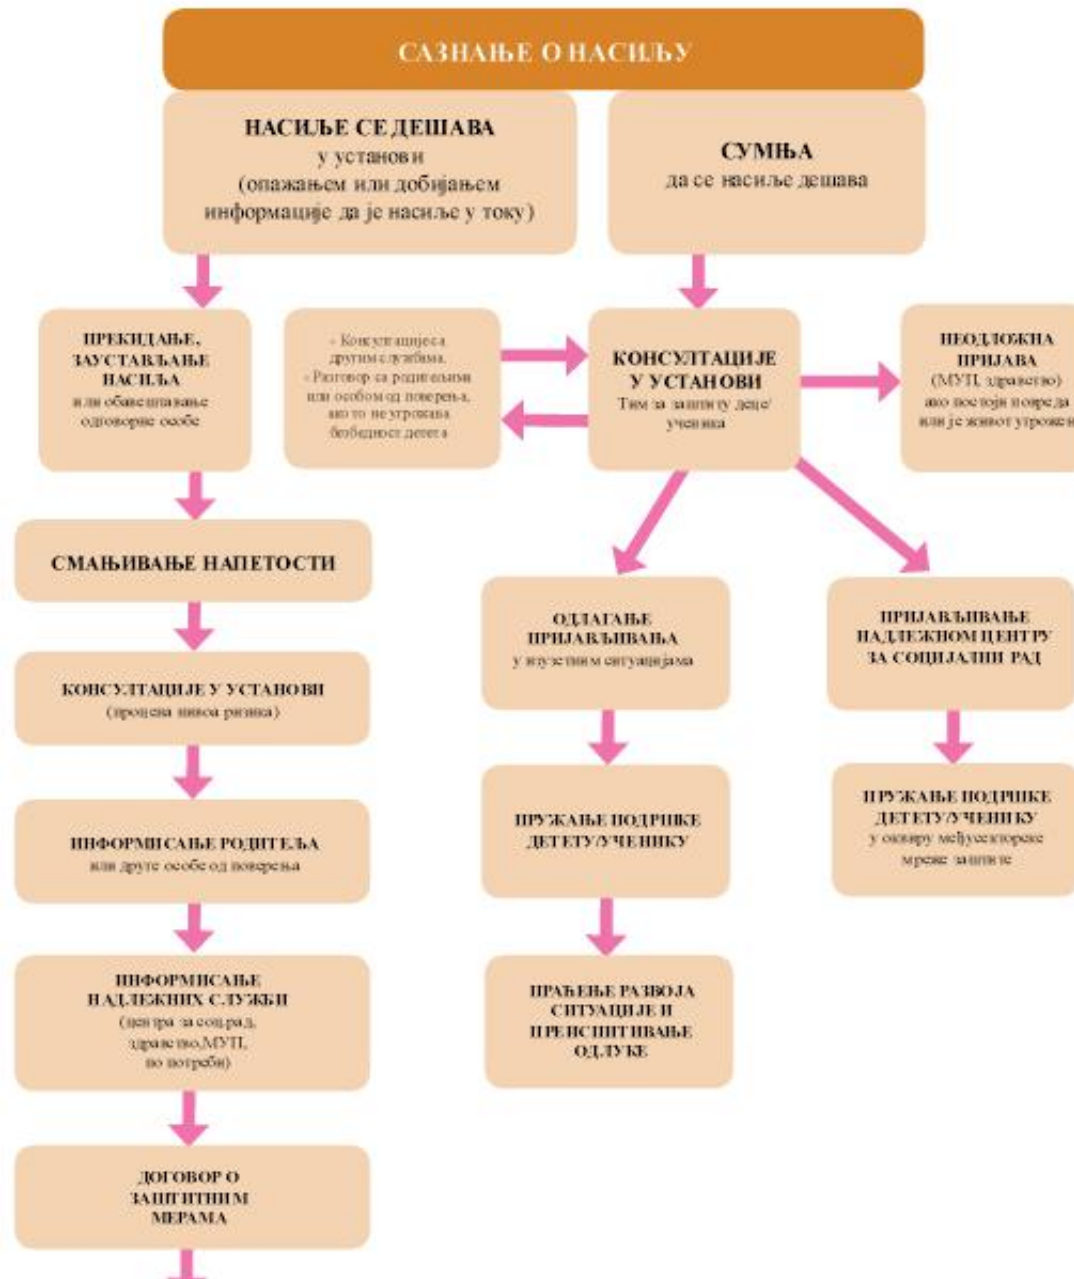 САЗНАЊЕ О НАСИЉУ
НАСИЉЕ СЕ ДЕШАВА
у установи
(опажањем или добијањем
информације да је насиље у току)
СУМЊА
да се насиље дешава
ПРЕКИДАЊЕ,
ЗАУСТАВЉАЊЕ
НАСИЉА
или обавештавање
одговорне особе
- Консултације са
другим службама.
- Разговор са родитељима
или особом од поверења,
ако то не угрожава
безбедност детета
КОНСУЛТАЦИЈЕ
У УСТАНОВИ
Тим за заштиту деце/
ученика
НЕОДЛОЖНА
ПРИЈАВА
(МУП, здравство)
ако постоји повреда
или је живот угрожен
СМАЊИВАЊЕ НАПЕТОСТИ
КОНСУЛТАЦИЈЕ У УСТАНОВИ
(процена нивоа ризика)
ИНФОРМИСАЊЕ РОДИТЕЉА
или друге особе од поверења
ИНФОРМИСАЊЕ
НАДЛЕЖНИХ СЛУЖБИ
(центра за соц.рад,
здравство,МУП,
по потреби)
ДОГОВОР О
ЗАШТИТНИМ
МЕРАМА
ОДЛАГАЊЕ
ПРИЈАВЉИВАЊА
у изузетним ситуацијама
ПРУЖАЊЕ ПОДРШКЕ
ДЕТЕТУ/УЧЕНИКУ
ПРАЋЕЊЕ РАЗВОЈА
СИТУАЦИЈЕ И
ПРЕИСПИТИВАЊЕ
ОДЛУКЕ
ПРИЈАВЉИВАЊЕ
НАДЛЕЖНОМ ЦЕНТРУ
ЗА СОЦИЈАЛНИ РАД
ПРУЖАЊЕ ПОДРШКЕ
ДЕТЕТУ/УЧЕНИКУ
у оквиру међусекторске
мреже заштите